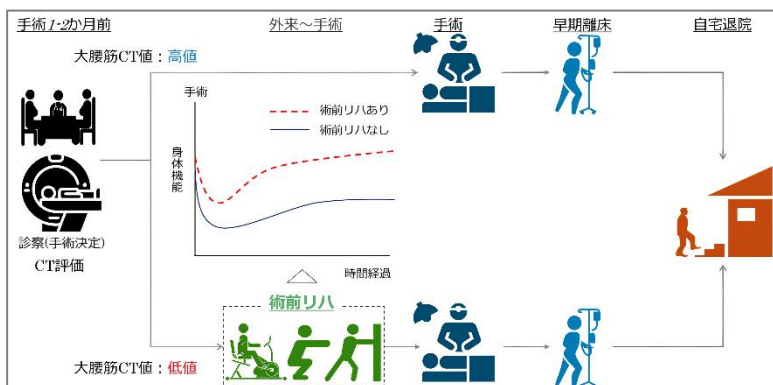 手術1-2か月前
外来～手術
手術
早期離床
自宅退院
大腰筋CT値：高値
手術
術前リハあり
術前リハなし
身体機能
時間経過
診察(手術決定)
CT評価
術前リハ
大腰筋CT値：低値